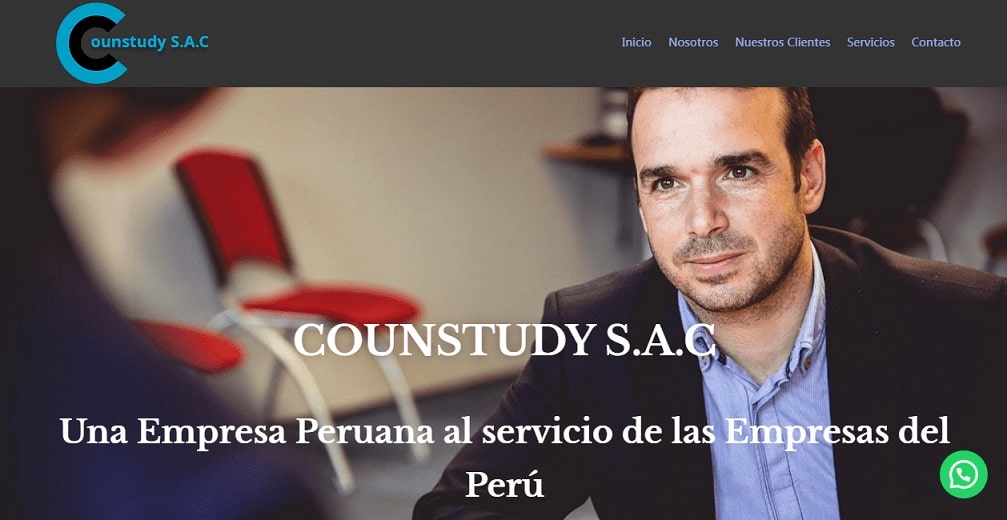 Counstudy S.A.C
Inicio Nosotros Nuestros Clientes Servicios Contacto
COUNSTUDY S.A.C
Una Empresa Peruana al servicio de las Empresas del
Perú